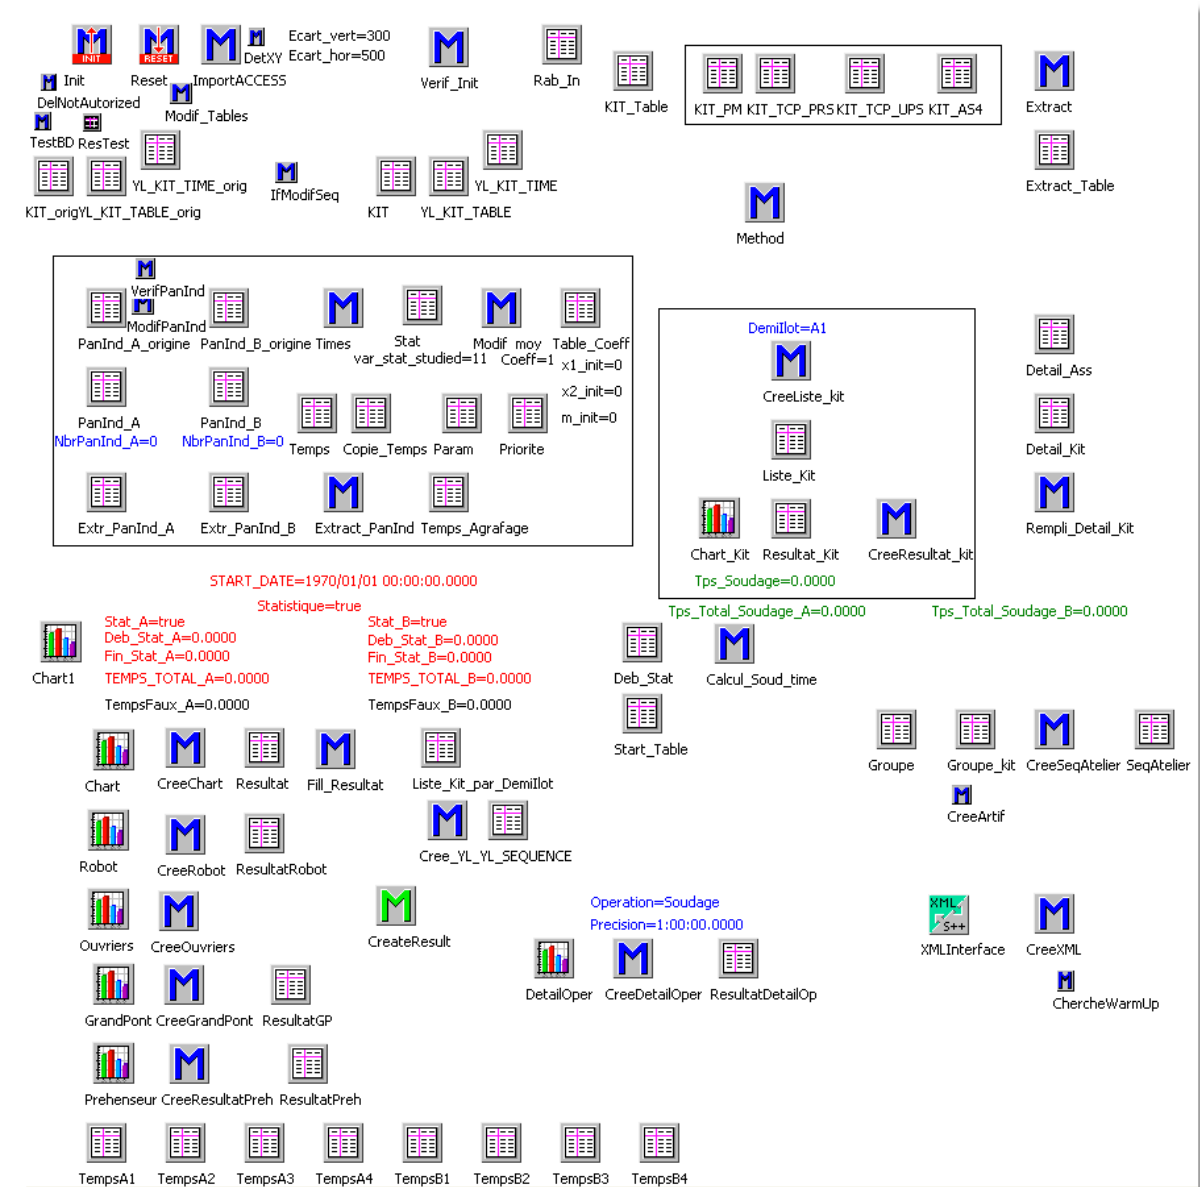 Ecart_vert=300
DetXY Ecart_hor=500
INIT RESET
Init Reset ImportACCESS Verif_Init Rab_In
DelNotAutorized Modif_Tables KIT_Table KIT_PM KIT_TCP_PRS KIT_TCP_UPS KIT_AS4 Extract
TestBD ResTest
YL_KIT_TIME_orig IfModifSeq YL_KIT_TIME Extract_Table
KIT_orig YL_KIT_TABLE_orig KIT YL_KIT_TABLE
Method
VerifPanInd
ModifPanInd DemiIlot=A1
PanInd_A_origine PanInd_B_origine Times Stat Modif_moy Table_Coeff
var_stat_studied=11 Coeff=1 x1_init=0 Detail_Ass
x2_init=0 CreeListe_kit
PanInd_A PanInd_B m_init=0
NbrPanInd_A=0 NbrPanInd_B=0 Temps Copie_Temps Param Priorite Detail_Kit
Liste_Kit
Extr_PanInd_A Extr_PanInd_B Extract_PanInd Temps_Agrafage Rempli_Detail_Kit
Chart_Kit Resultat_Kit CreeResultat_kit
START_DATE=1970/01/01 00:00:00.0000 Tps_Soudage=0.0000
Statistique=true Tps_Total_Soudage_A=0.0000 Tps_Total_Soudage_B=0.0000
Stat_A=true Stat_B=true
Deb_Stat_A=0.0000 Deb_Stat_B=0.0000
Fin_Stat_A=0.0000 Fin_Stat_B=0.0000
Chart1 TEMPS_TOTAL_A=0.0000 TEMPS_TOTAL_B=0.0000 Deb_Stat Calcul_Soud_time
TempsFaux_A=0.0000 TempsFaux_B=0.0000
Start_Table
Groupe Groupe_kit CreeSeqAtelier SeqAtelier
Chart CreeChart Resultat Fill_Resultat Liste_Kit_par_DemiIlot
CreeArtif
Robot CreeRobot ResultatRobot Cree_YL_YL_SEQUENCE
Operation=Soudage XML S++
Precision=1:00:00.0000
Ouvriers CreeOuvriers CreateResult XMLInterface CreeXML
DetailOper CreeDetailOper ResultatDetailOp
ChercheWarmUp
GrandPont CreeGrandPont ResultatGP
Prehenseur CreeResultatPreh ResultatPreh
TempsA1 TempsA2 TempsA3 TempsA4 TempsB1 TempsB2 TempsB3 TempsB4